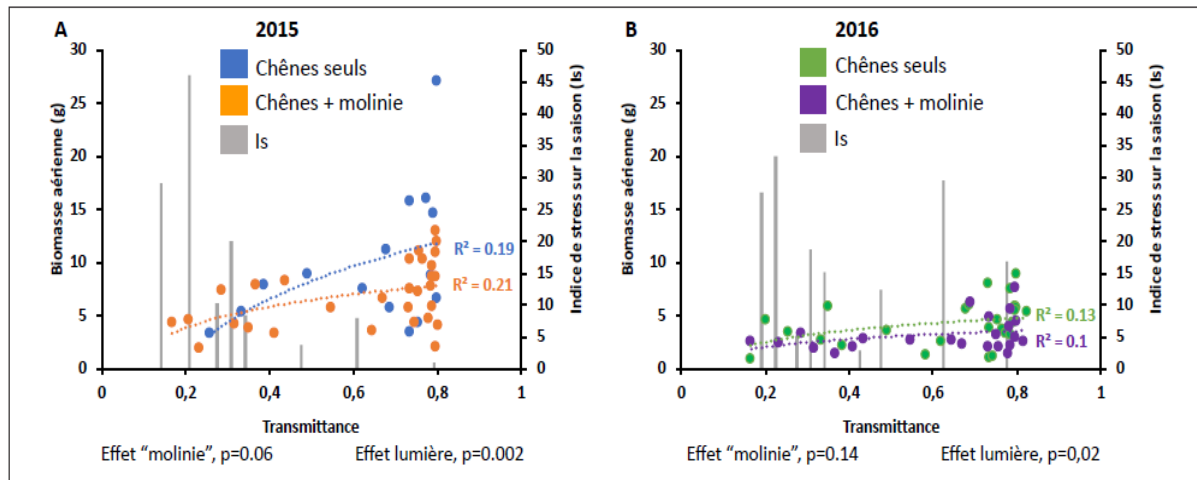 A 2015
Biomasse aérienne (g)
30
25
20
15
10
5
0
Chênes seuls
Chênes + molinie
Is
R² = 0.19
R² = 0.21
50
45
40
35
30
25
20
15
10
5
0
Indice de stress sur la saison (Is)
0 0,2 0,4 0,6 0,8 1
Transmittance
Effet “molinie”, p=0.06 Effet lumière, p=0.002
B 2016
Biomasse aérienne (g)
30
25
20
15
10
5
0
Chênes seuls
Chênes + molinie
Is
R² = 0.13
R² = 0.1
50
45
40
35
30
25
20
15
10
5
0
Indice de stress sur la saison (Is)
0 0,2 0,4 0,6 0,8 1
Transmittance
Effet “molinie”, p=0.14 Effet lumière, p=0,02